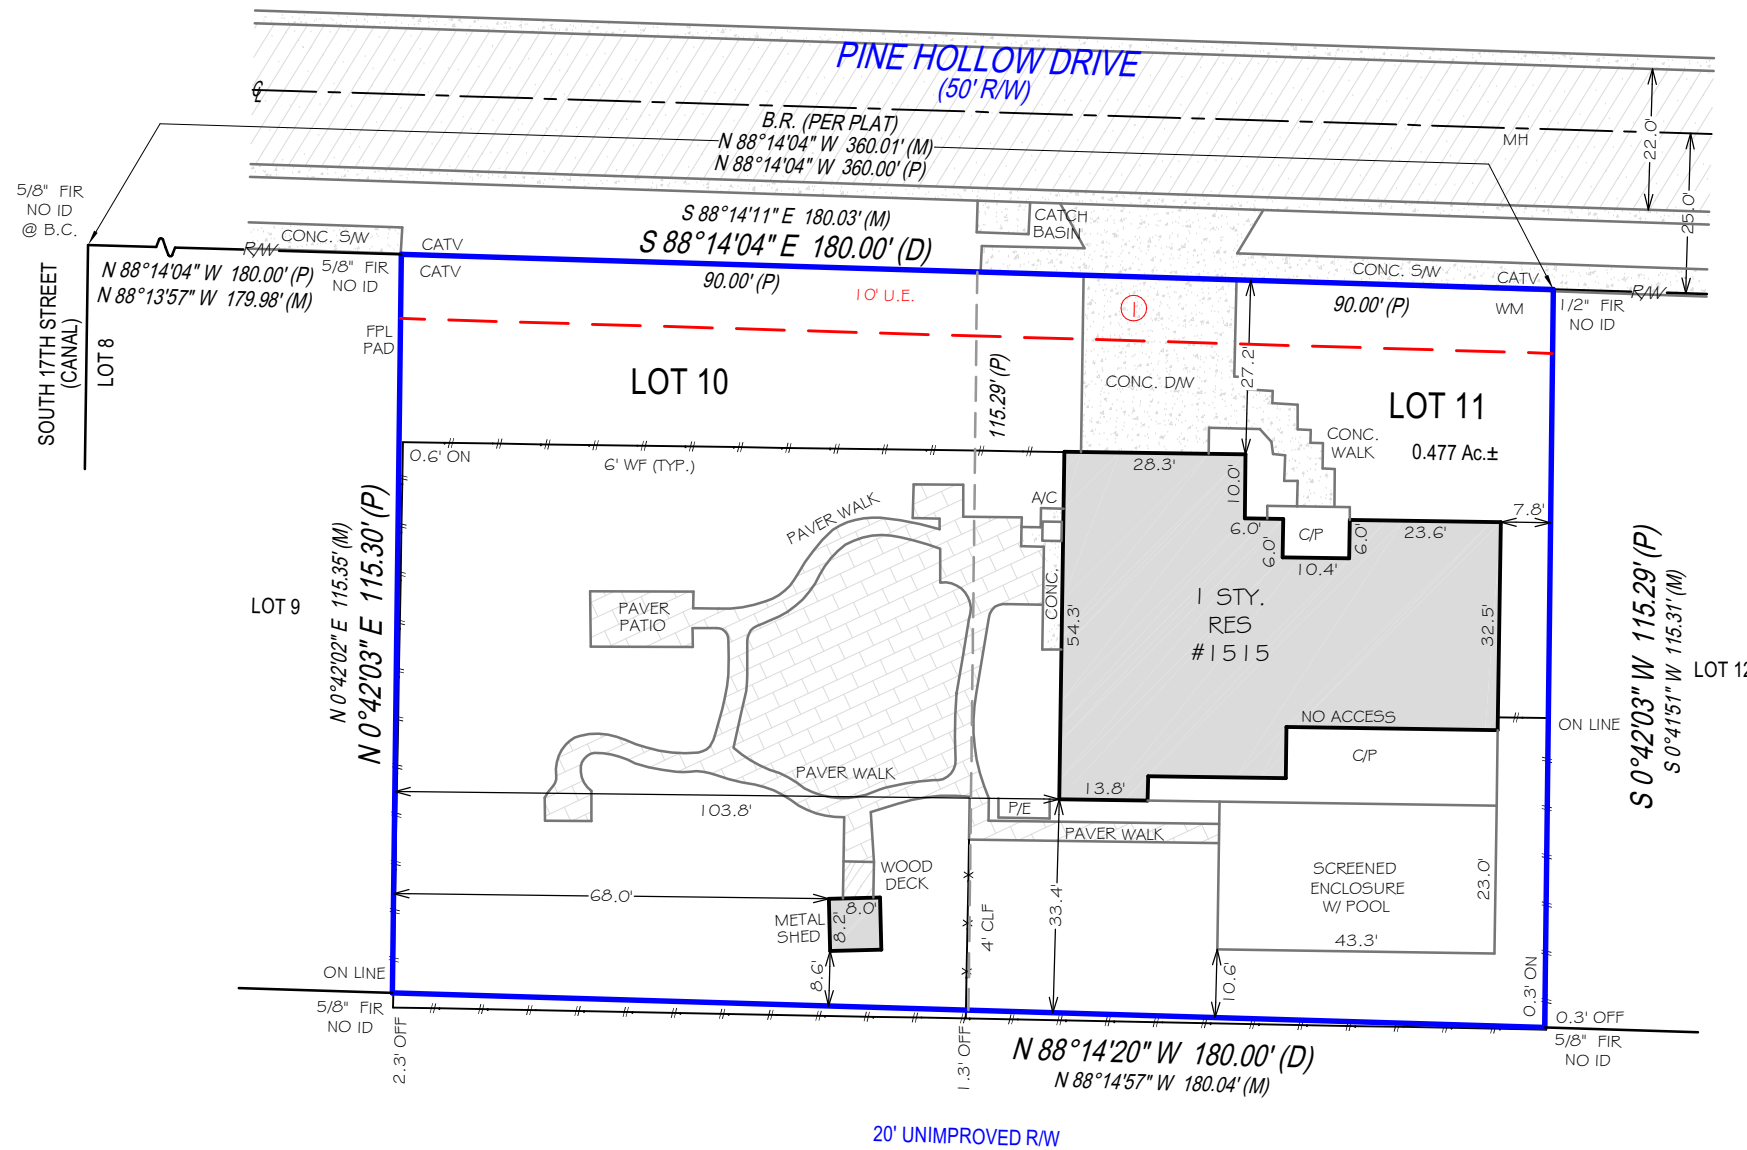 PINE HOLLOW DRIVE
(50' R/W)
℄
B.R. (PER PLAT)
N 88°14'04" W 360.01' (M)
N 88°14'04" W 360.00' (P)
MH
22.0'
25.0'
5/8" FIR
NO ID
@ B.C.
CONC. S/W
R/W
CATV
CATV
S 88°14'11" E 180.03' (M)
S 88°14'04" E 180.00' (D)
CATCH
BASIN
CONC. S/W
CATV
R/W
N 88°14'04" W 180.00' (P)
N 88°13'57" W 179.98' (M)
5/8" FIR
NO ID
90.00' (P)
10' U.E.
1
90.00' (P)
WM
1/2" FIR
NO ID
SOUTH 17TH STREET
(CANAL)
LOT 8
FPL
PAD
LOT 10
115.29' (P)
CONC. D/W
27.2'
LOT 11
0.477 Ac.±
CONC.
WALK
0.6' ON
6' WF (TYP.)
28.3'
10.0'
6.0'
6.0'
C/P
10.4'
6.0'
23.6'
7.8'
A/C
PAVER WALK
CONC.
54.3'
1 STY.
RES
#1515
32.5'
PAVER
PATIO
LOT 9
N 0°42'02" E 115.35' (M)
N 0°42'03" E 115.30' (P)
S 0°42'03" W 115.29' (P)
S 0°41'51" W 115.31' (M)
LOT 12
NO ACCESS
C/P
ON LINE
PAVER WALK
103.8'
13.8'
P/E
PAVER WALK
SCREENED
ENCLOSURE
W/ POOL
23.0'
43.3'
WOOD
DECK
68.0'
METAL
SHED
8.0'
8.2'
8.6'
4' CLF
33.4'
10.6'
0.3' ON
ON LINE
5/8" FIR
NO ID
2.3' OFF
1.3' OFF
0.3' OFF
5/8" FIR
NO ID
N 88°14'20" W 180.00' (D)
N 88°14'57" W 180.04' (M)
20' UNIMPROVED R/W